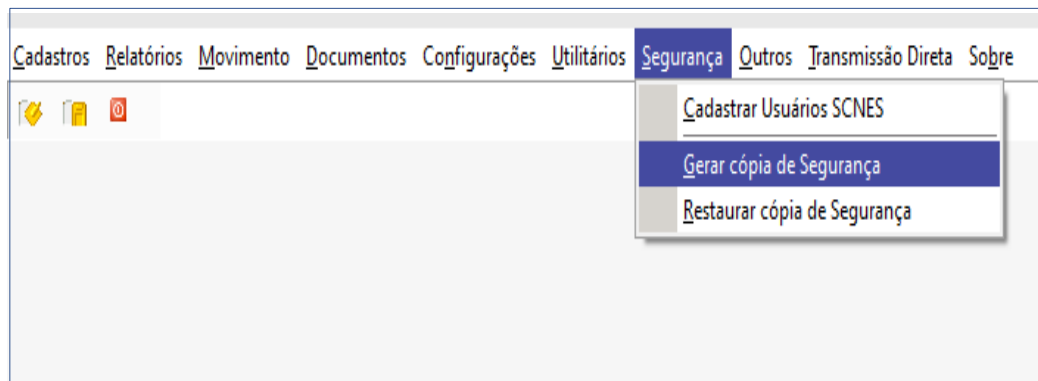 Cadastros Relatórios Movimento Documentos Configurações Utilitários Segurança Outros Transmissão Direta Sobre
Cadastrar Usuários SCNES
Gerar cópia de Segurança
Restaurar cópia de Segurança